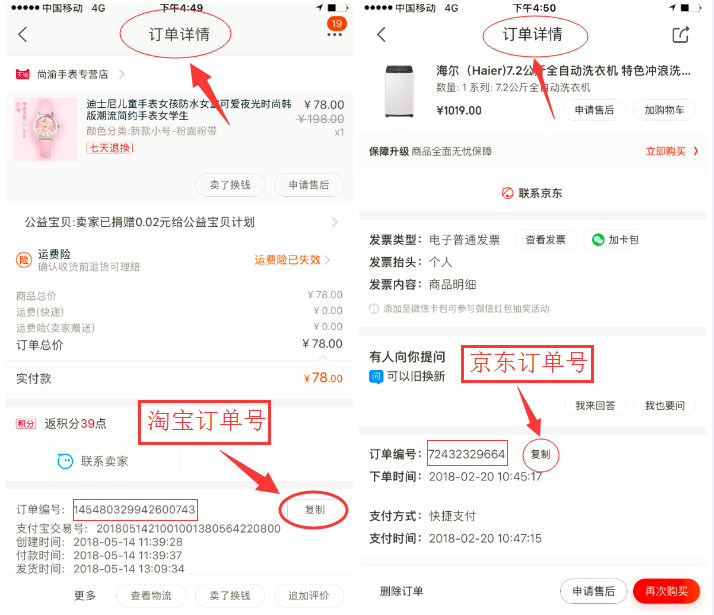 中国移动 4G 下午4:49
订单详情
19
天猫 尚渝手表专营店
迪士尼儿童手表女孩防水女童可爱夜光时尚韩版潮流简约手表女学生
¥78.00
¥198.00
颜色分类:新款小号-粉面粉带
x1
七天退换
卖了换钱
申请售后
公益宝贝:卖家已捐赠0.02元给公益宝贝计划
险 运费险
确认收货前退货可理赔
运费险已失效
商品总价 ¥78.00
运费(快递) ¥0.00
运费险(卖家赠送) ¥0.00
订单总价 ¥78.00
实付款 ¥78.00
积分 返积分39点
淘宝订单号
联系卖家
订单编号: 145480329942600743 复制
支付宝交易号: 2018051421001001380564220800
创建时间: 2018-05-14 11:39:28
付款时间: 2018-05-14 11:39:37
发货时间: 2018-05-14 13:09:34
更多 查看物流 卖了换钱 追加评价
中国移动 4G 下午4:50
订单详情
海尔（Haier)7.2公斤全自动洗衣机 特色冲浪洗...
数量: 1 系列: 7.2公斤全自动洗衣机
¥1019.00 申请售后 加购物车
保障升级 商品全面无忧保障 立即购买
联系京东
发票类型: 电子普通发票 查看发票 加卡包
发票抬头: 个人
发票内容: 商品明细
添加至微信卡包可参与微信红包抽奖活动
有人向你提问
问 可以旧换新
京东订单号
我来回答 我也要问
订单编号: 72432329664 复制
下单时间: 2018-02-20 10:45:17
支付方式: 快捷支付
支付时间: 2018-02-20 10:47:15
删除订单 申请售后 再次购买